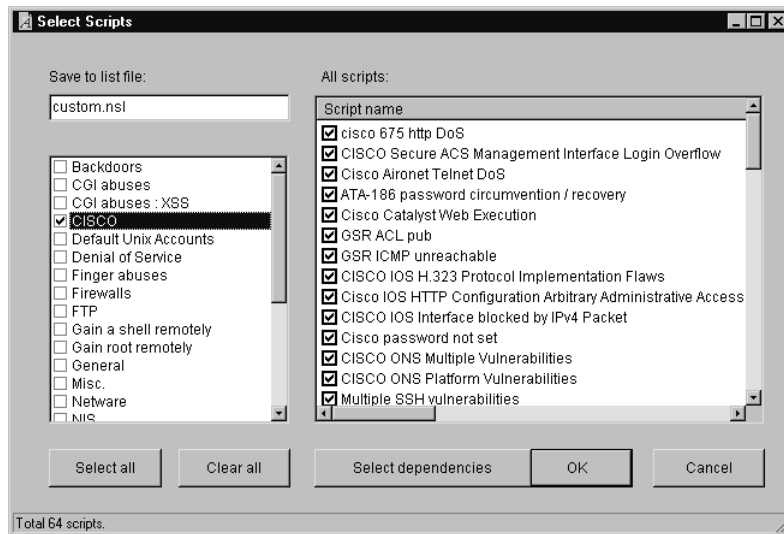 Select Scripts
Save to list file:
custom.nsl
Backdoors
CGI abuses
CGI abuses : XSS
CISCO
Default Unix Accounts
Denial of Service
Finger abuses
Firewalls
FTP
Gain a shell remotely
Gain root remotely
General
Misc.
Netware
NIS
All scripts:
Script name
cisco 675 http DoS
CISCO Secure ACS Management Interface Login Overflow
Cisco Aironet Telnet DoS
ATA-186 password circumvention / recovery
Cisco Catalyst Web Execution
GSR ACL pub
GSR ICMP unreachable
CISCO IOS H.323 Protocol Implementation Flaws
Cisco IOS HTTP Configuration Arbitrary Administrative Access
CISCO IOS Interface blocked by IPv4 Packet
Cisco password not set
CISCO ONS Multiple Vulnerabilities
CISCO ONS Platform Vulnerabilities
Multiple SSH vulnerabilities
Select all
Clear all
Select dependencies
OK
Cancel
Total 64 scripts.